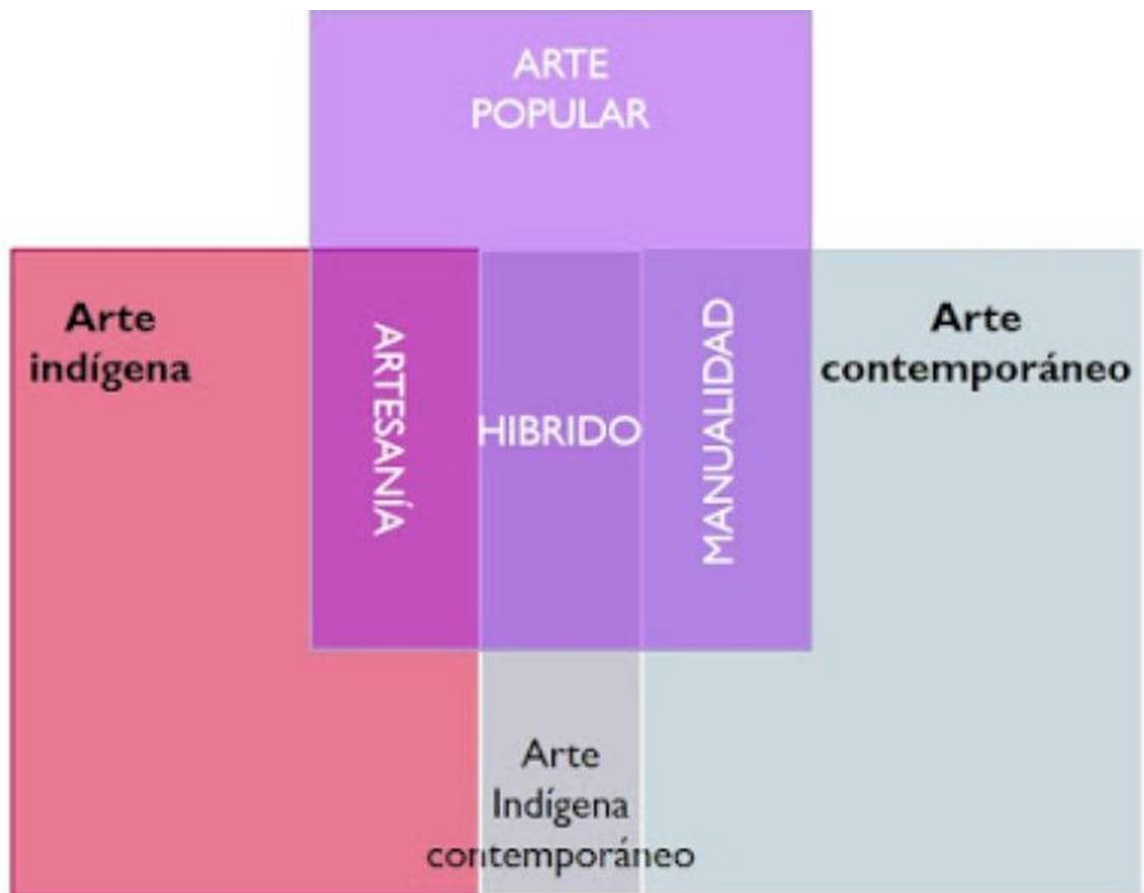 ARTE
POPULAR
Arte
indígena
ARTESANÍA
HIBRIDO
MANUALIDAD
Arte
contemporáneo
Arte
Indígena
contemporáneo